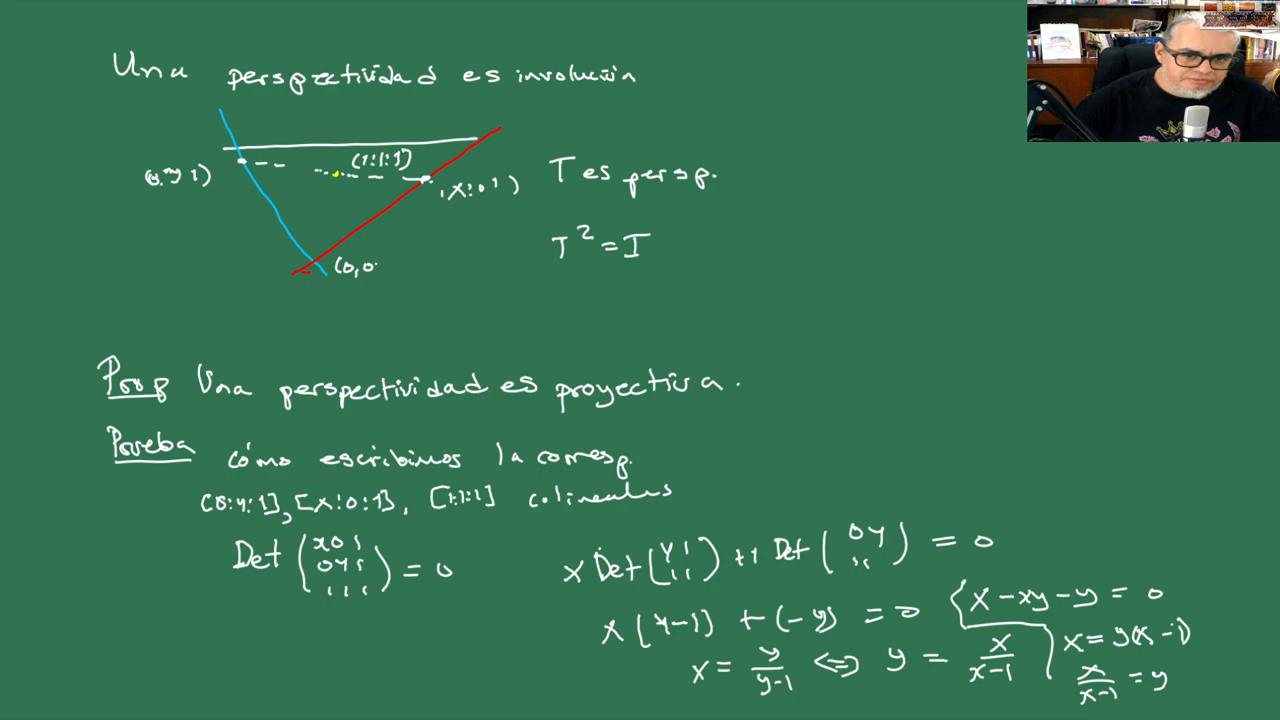 Una perspectividad es involución
(0:y:1)
(1:1:1)
(x:0:1)
(0,0
T es persp.
T² = I
Prop Una perspectividad es proyectiva.
Prueba cómo escribimos la corresp.
[0:y:1], [x:0:1], [1:1:1] colineales
Det (x 0 1
0 y 1
1 1 1) = 0
x Det (y 1
1 1) + 1 Det (0 y
1 1) = 0
x(y-1) + (-y) = 0
x = y/(y-1) ⇔ y = x/(x-1)
x - xy - y = 0
x = y(x-1)
x/(x-1) = y